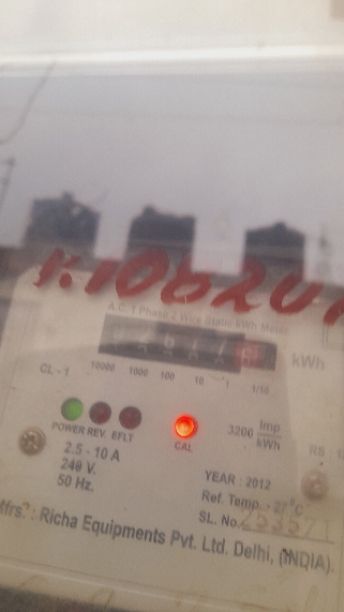 A.C. 1 Phase 2 Wire Static kWh Meter
kWh
CL - 1 10000 1000 100 10 1 1/10
POWER REV. EFLT CAL 3200 Imp/kWh
2.5 - 10 A
240 V.
50 Hz.
YEAR : 2012
Ref. Temp. - 27°C
SL. No. 253571
Mfrs. : Richa Equipments Pvt. Ltd. Delhi, (INDIA).